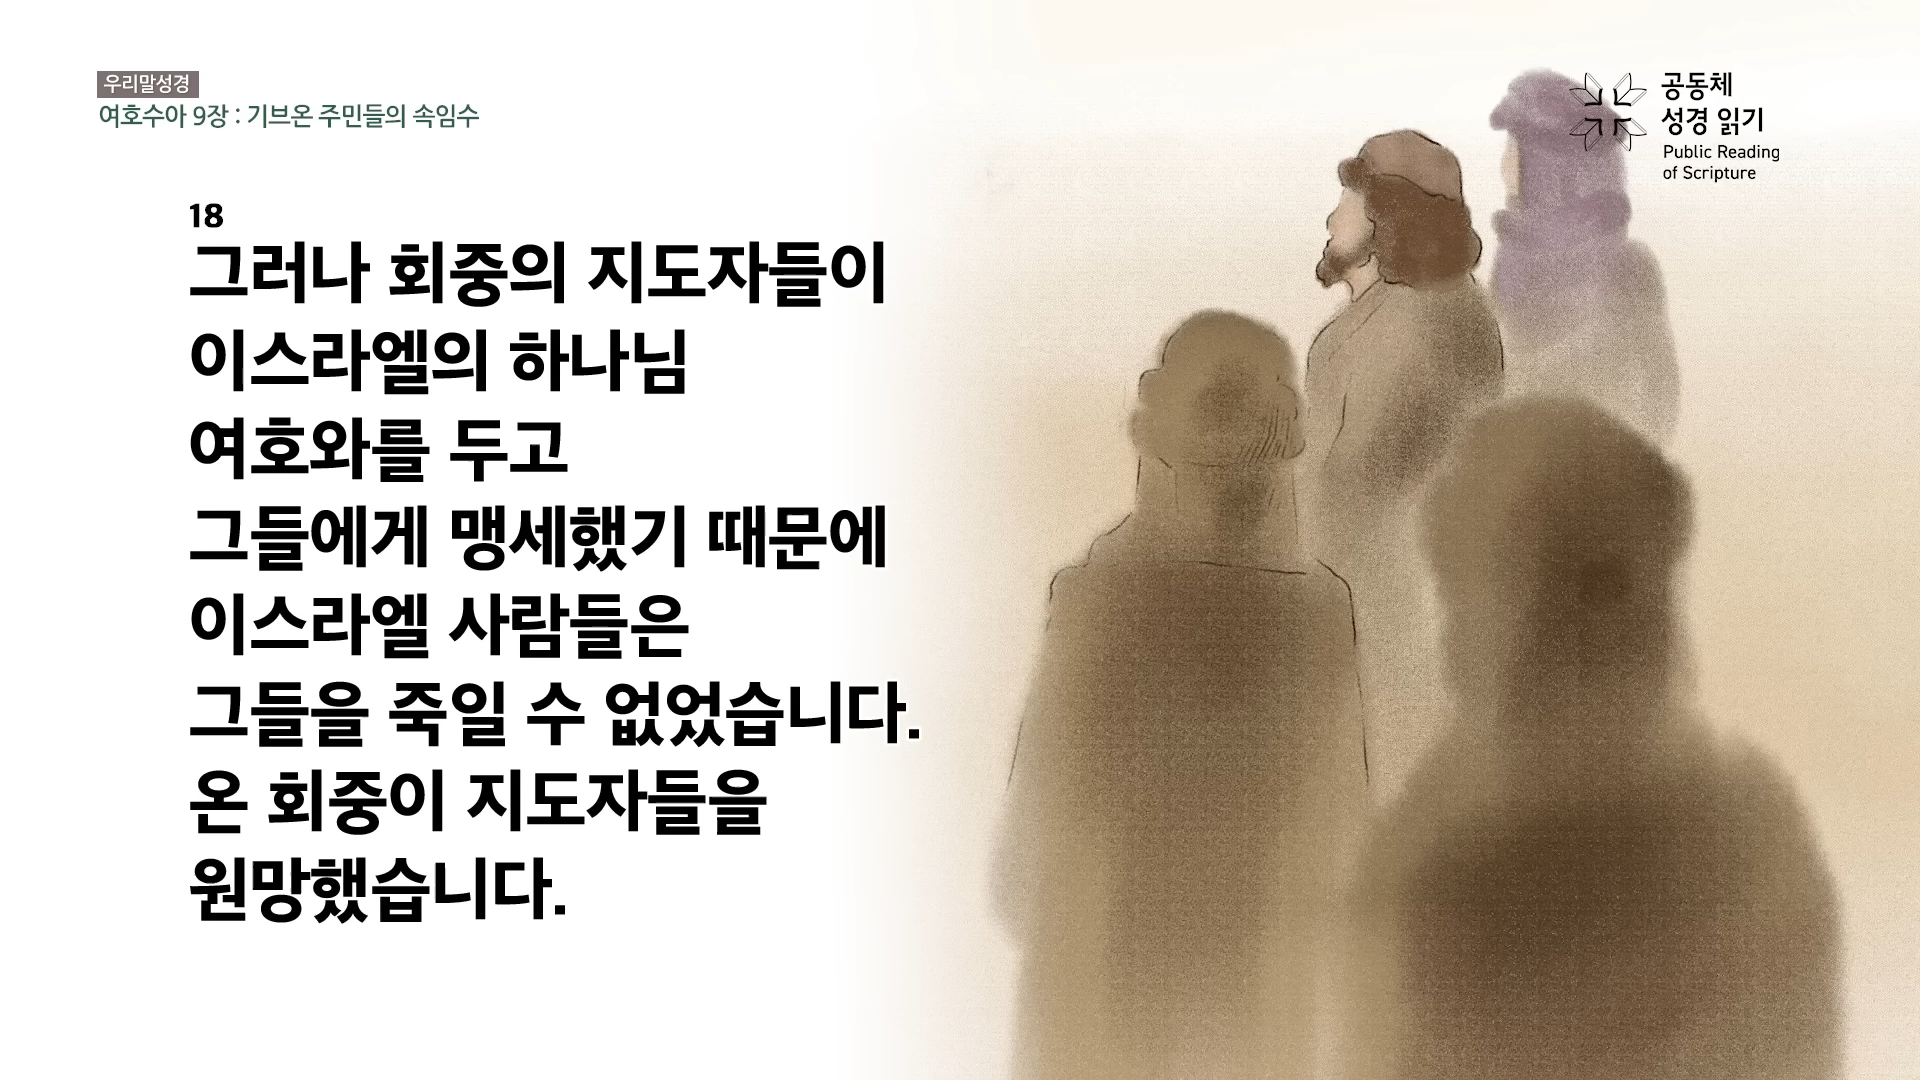 우리말성경
여호수아 9장 : 기브온 주민들의 속임수
공동체
성경 읽기
Public Reading
of Scripture
18
그러나 회중의 지도자들이
이스라엘의 하나님
여호와를 두고
그들에게 맹세했기 때문에
이스라엘 사람들은
그들을 죽일 수 없었습니다.
온 회중이 지도자들을
원망했습니다.